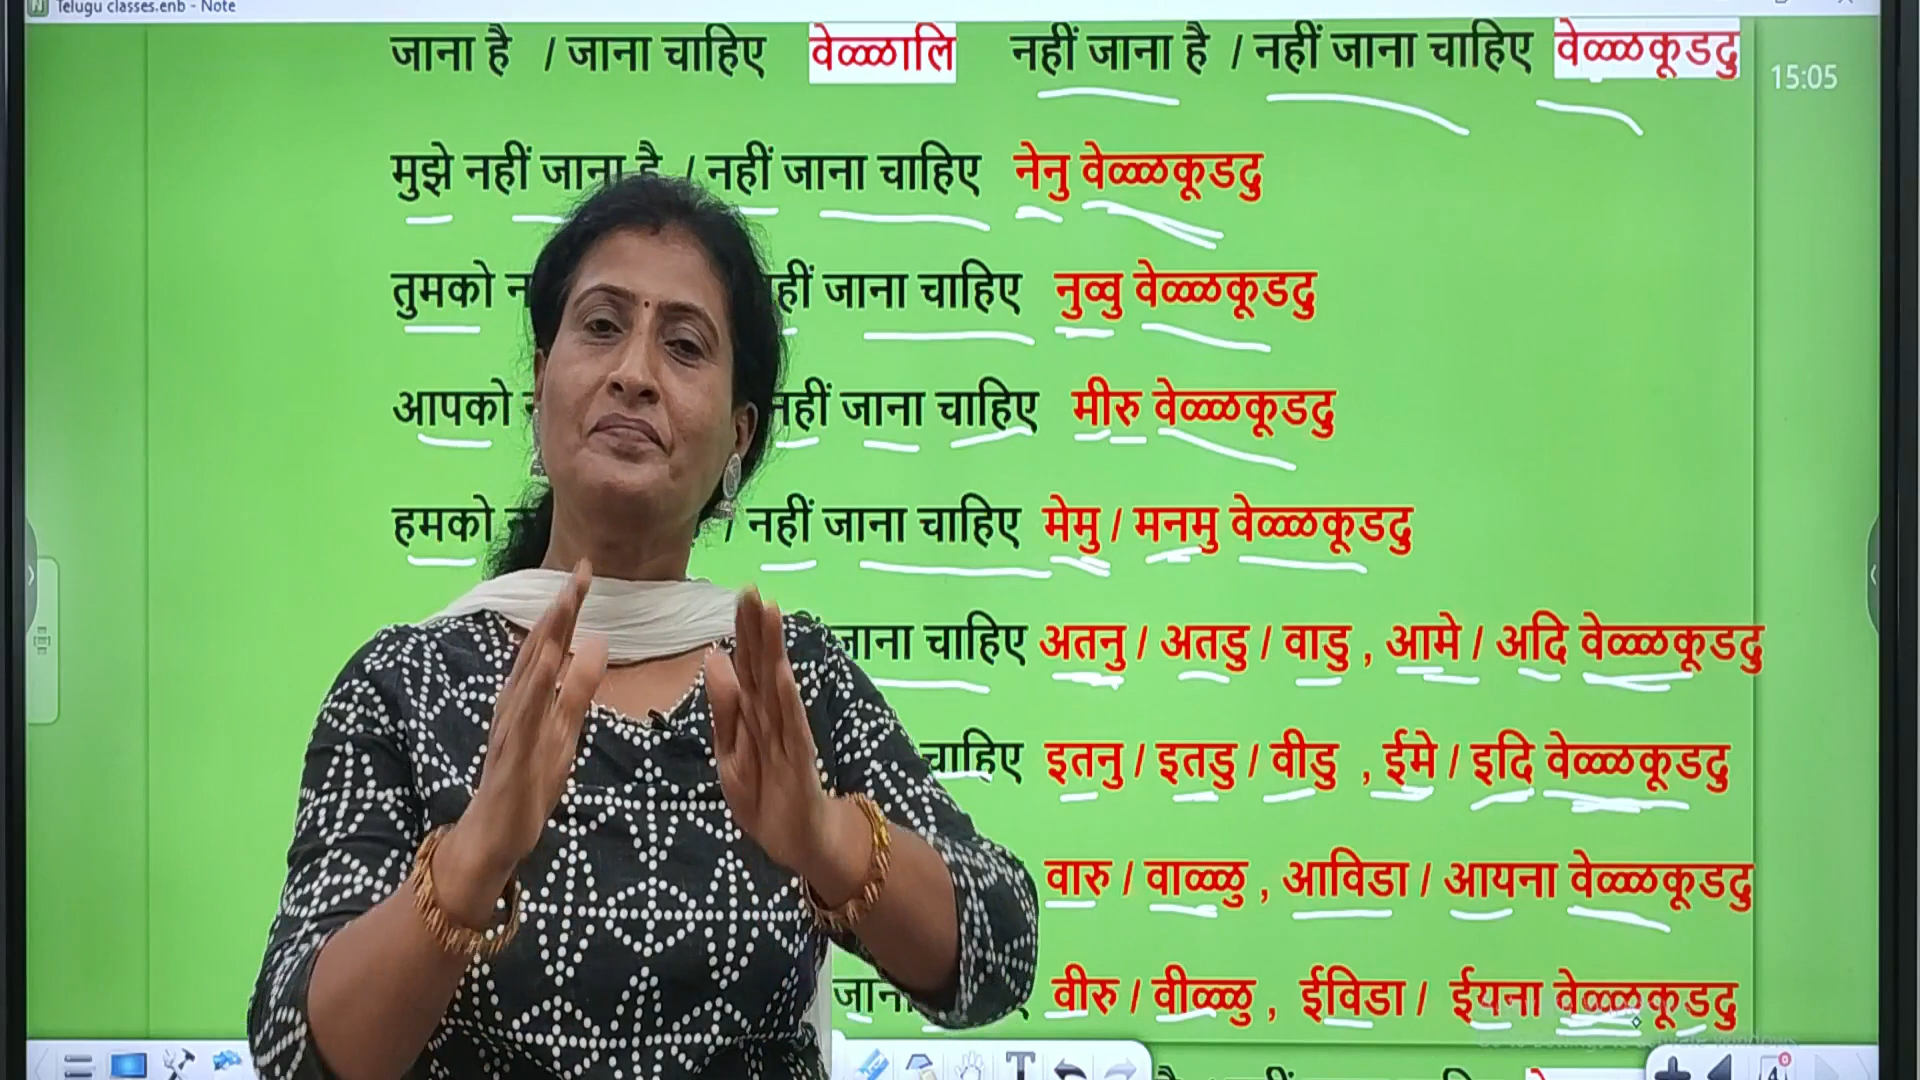 Telugu classes.enb - Note
जाना है / जाना चाहिए वेळ्ळालि नहीं जाना है / नहीं जाना चाहिए वेळ्ळकूडदु
15:05
मुझे नहीं जाना है / नहीं जाना चाहिए नेनु वेळ्ळकूडदु
तुमको जाना चाहिए नुव्वु वेळ्ळकूडदु
आपको नहीं जाना चाहिए मीरु वेळ्ळकूडदु
हमको / नहीं जाना चाहिए मेमु / मनमु वेळ्ळकूडदु
जाना चाहिए अतनु / अतडु / वाडु , आमे / अदि वेळ्ळकूडदु
चाहिए इतनु / इतडु / वीडु , ईमे / इदि वेळ्ळकूडदु
वारु / वाळ्ळु , आविडा / आयना वेळ्ळकूडदु
वीरु / वीळ्ळु , ईविडा / ईयना वेळ्ळकूडदु